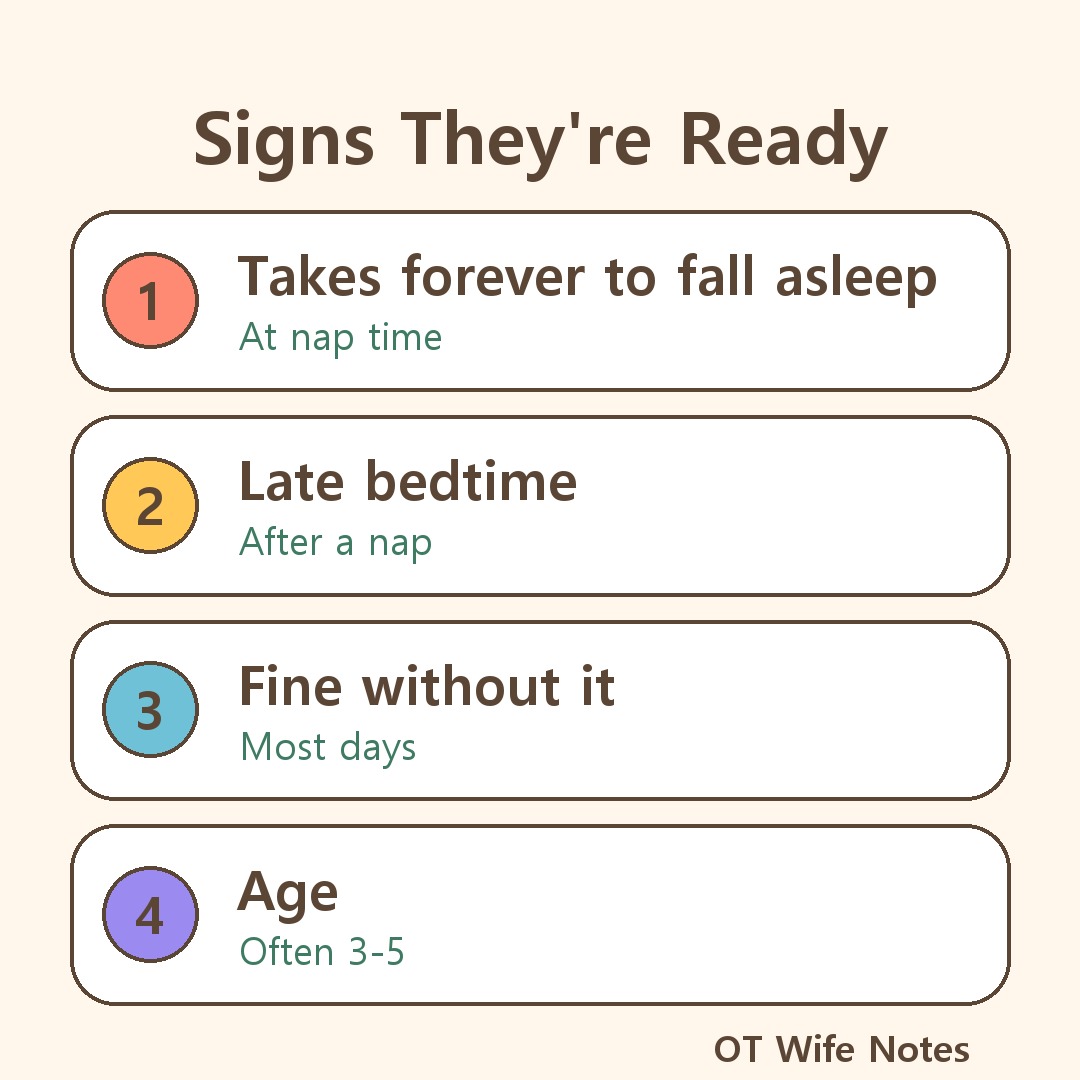 Signs They're Ready
1
Takes forever to fall asleep
At nap time
2
Late bedtime
After a nap
3
Fine without it
Most days
4
Age
Often 3-5
OT Wife Notes